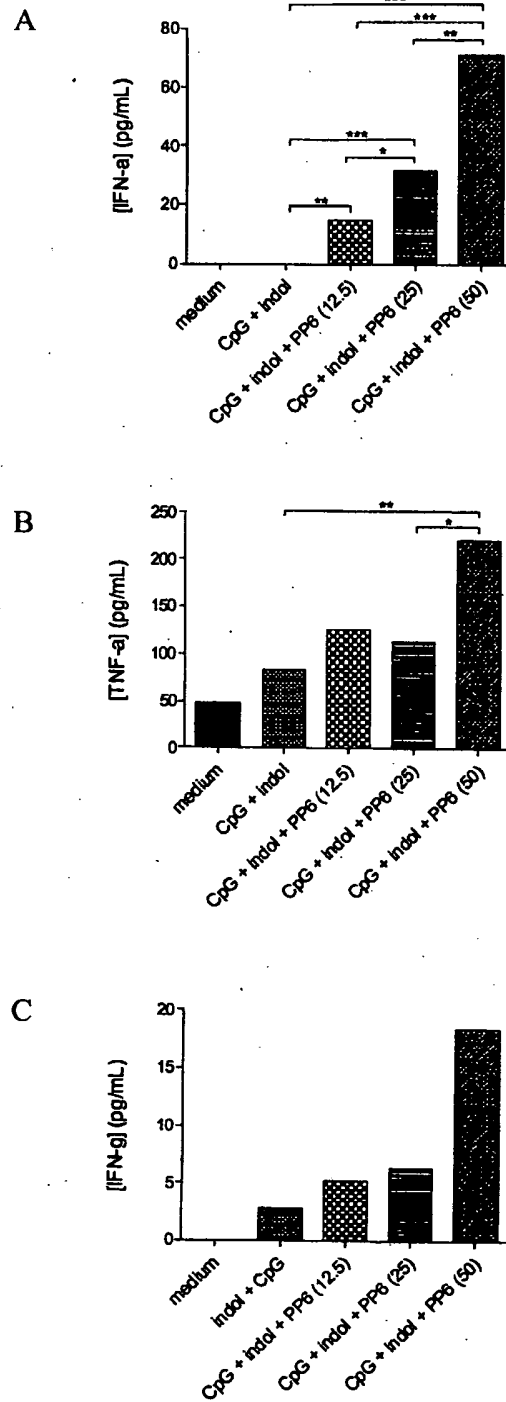 A
***
***
**
***
*
**
[IFN-a] (pg/mL)
80
60
40
20
0
medium
CpG + indol
CpG + indol + PP6 (12.5)
CpG + indol + PP6 (25)
CpG + indol + PP6 (50)
B
**
*
[TNF-a] (pg/mL)
250
200
150
100
50
0
medium
CpG + indol
CpG + indol + PP6 (12.5)
CpG + indol + PP6 (25)
CpG + indol + PP6 (50)
C
[IFN-g] (pg/mL)
20
15
10
5
0
medium
indol + CpG
CpG + indol + PP6 (12.5)
CpG + indol + PP6 (25)
CpG + indol + PP6 (50)